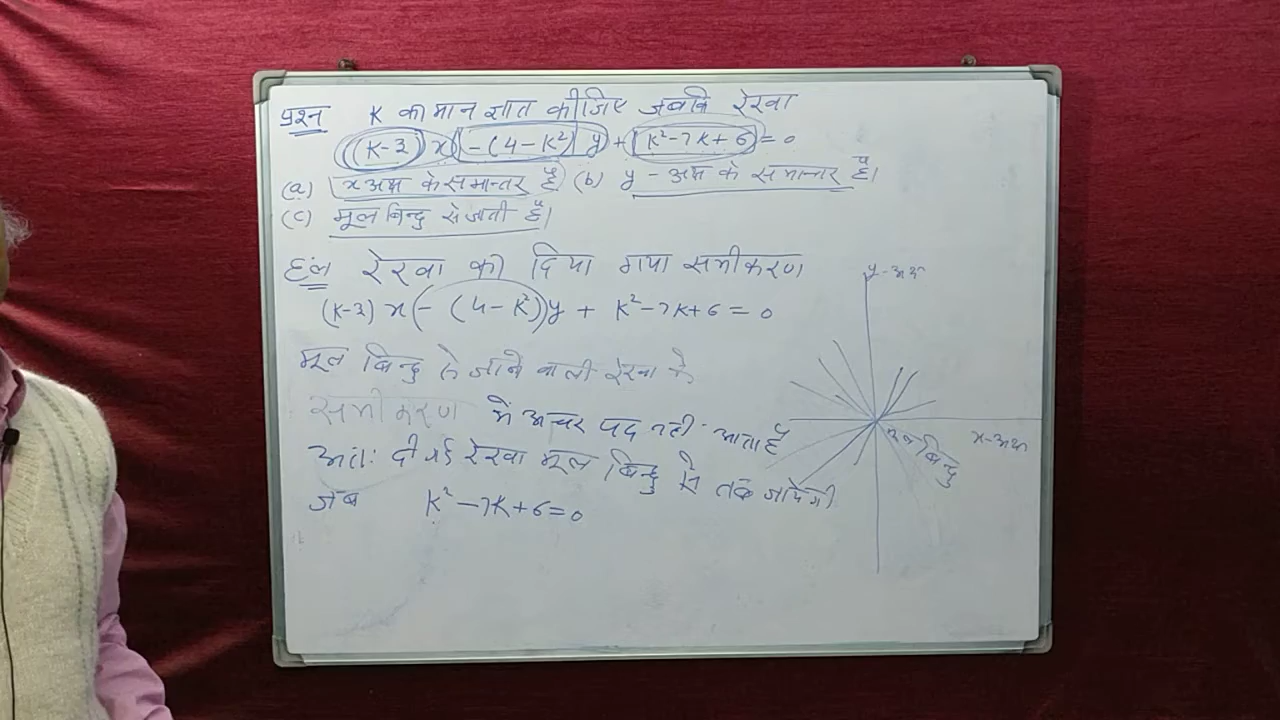 प्रश्न K का मान ज्ञात कीजिए जबकि रेखा
(K-3)x-(4-K²)y+K²-7K+6=0
(a) x अक्ष के समान्तर है (b) y-अक्ष के समान्तर है।
(c) मूल बिन्दु से जाती है।
हल रेखा का दिया गया समीकरण
(K-3)x(-(4-K²))y + K²-7K+6=0
मूल बिन्दु से जाने वाली रेखा के
समीकरण में अचर पद नहीं आता है
अतः दी गई रेखा मूल बिन्दु से तब जायेगी
जब K²-7K+6=0
y-अक्ष
x-अक्ष
मूल बिन्दु